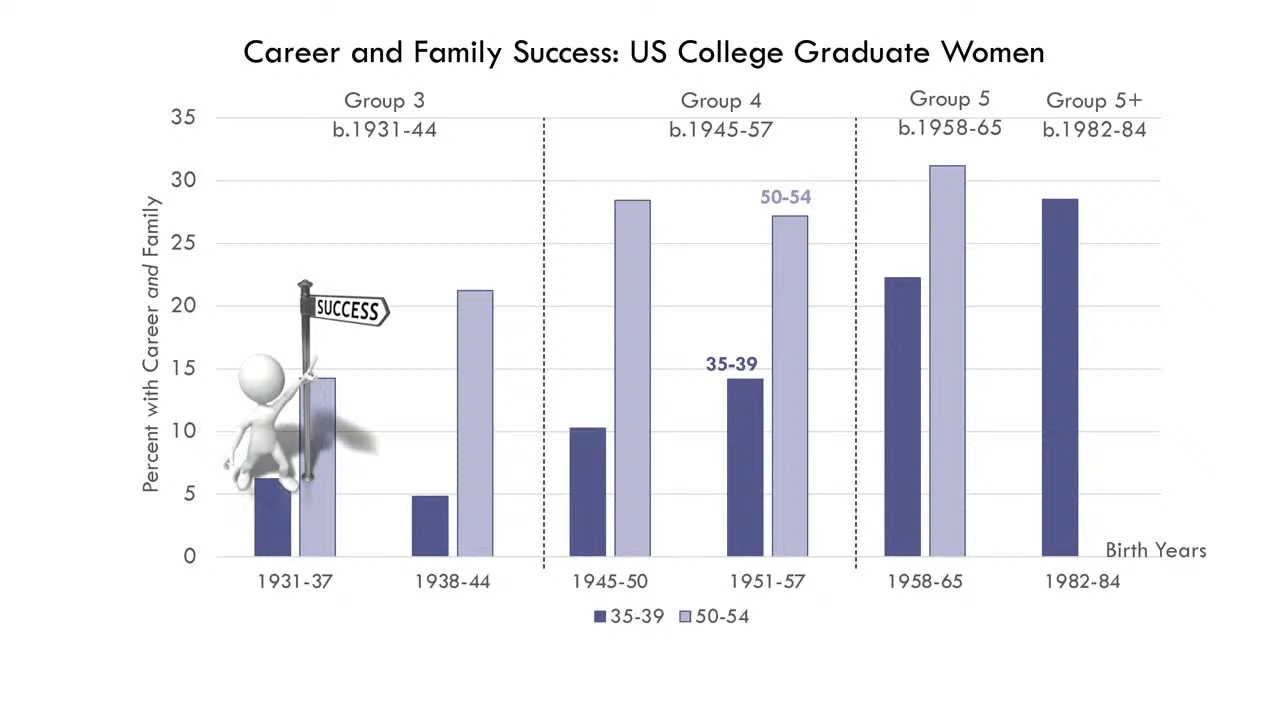 Career and Family Success: US College Graduate Women
Group 3
b.1931-44
Group 4
b.1945-57
Group 5
b.1958-65
Group 5+
b.1982-84
Percent with Career and Family
35
30
25
20
15
10
5
0
SUCCESS
50-54
35-39
Birth Years
1931-37
1938-44
1945-50
1951-57
1958-65
1982-84
35-39
50-54